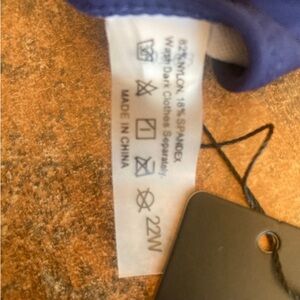 82% NYLON 18% SPANDEX
Wash Dark Clothes Separately.
MADE IN CHINA
22W